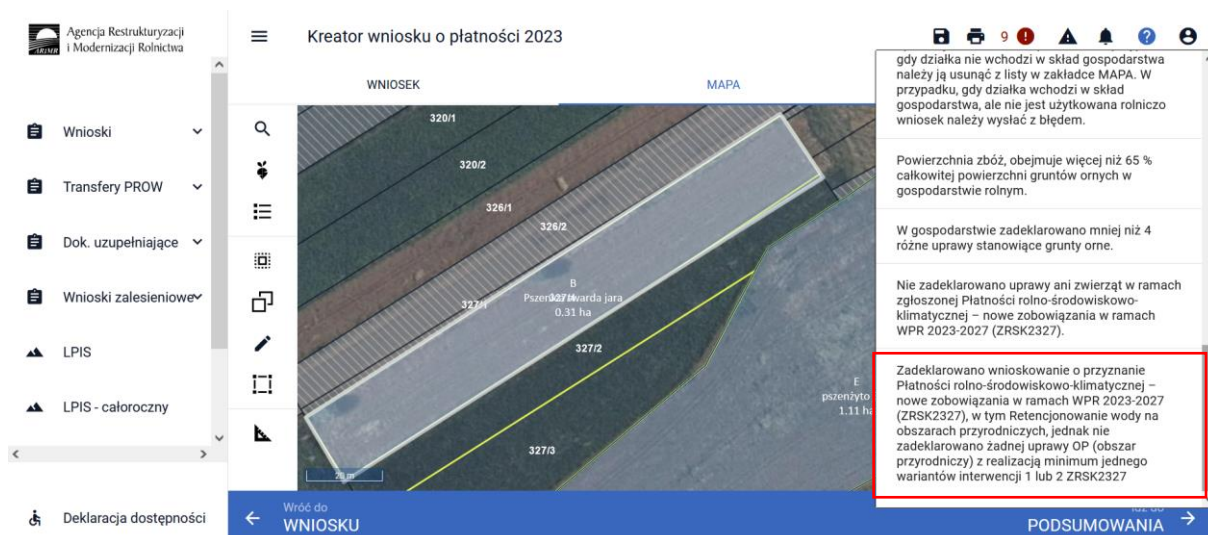 Agencja Restrukturyzacji
i Modernizacji Rolnictwa
ARiMR
Kreator wniosku o płatności 2023
9
WNIOSEK
MAPA
Wnioski
Transfery PROW
Dok. uzupełniające
Wnioski zalesieniowe
LPIS
LPIS - całoroczny
Deklaracja dostępności
320/1
320/2
326/1
326/2
B
Pszenica twarda jara
0.31 ha
327/1
327/2
327/3
E
pszenżyto
1.11 ha
20 m
gdy działka nie wchodzi w skład gospodarstwa
należy ją usunąć z listy w zakładce MAPA. W
przypadku, gdy działka wchodzi w skład
gospodarstwa, ale nie jest użytkowana rolniczo
wniosek należy wysłać z błędem.
Powierzchnia zbóż, obejmuje więcej niż 65 %
całkowitej powierzchni gruntów ornych w
gospodarstwie rolnym.
W gospodarstwie zadeklarowano mniej niż 4
różne uprawy stanowiące grunty orne.
Nie zadeklarowano uprawy ani zwierząt w ramach
zgłoszonej Płatności rolno-środowiskowo-
klimatycznej – nowe zobowiązania w ramach
WPR 2023-2027 (ZRSK2327).
Zadeklarowano wnioskowanie o przyznanie
Płatności rolno-środowiskowo-klimatycznej –
nowe zobowiązania w ramach WPR 2023-2027
(ZRSK2327), w tym Retencjonowanie wody na
obszarach przyrodniczych, jednak nie
zadeklarowano żadnej uprawy OP (obszar
przyrodniczy) z realizacją minimum jednego
wariantów interwencji 1 lub 2 ZRSK2327
Wróć do
WNIOSKU
Idź do
PODSUMOWANIA